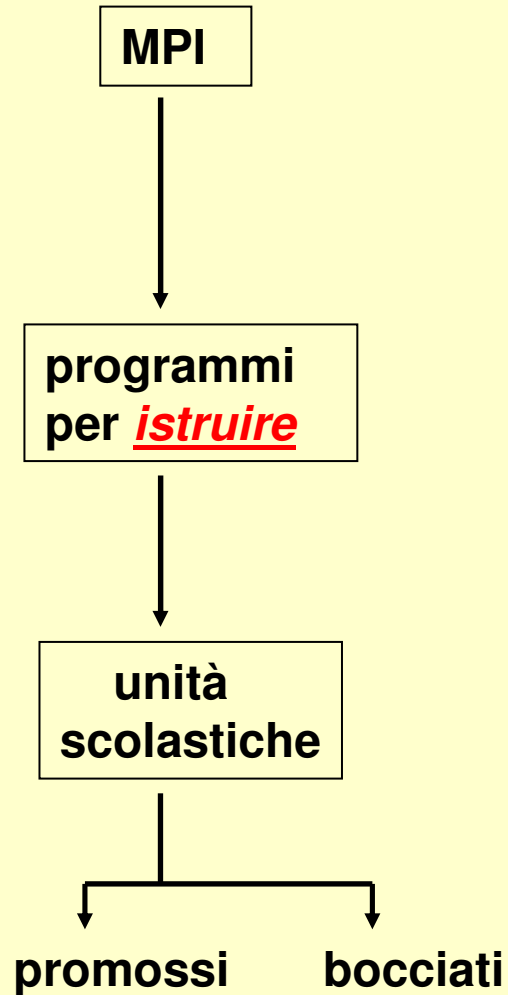 MPI
programmi
per istruire
unità
scolastiche
promossi bocciati